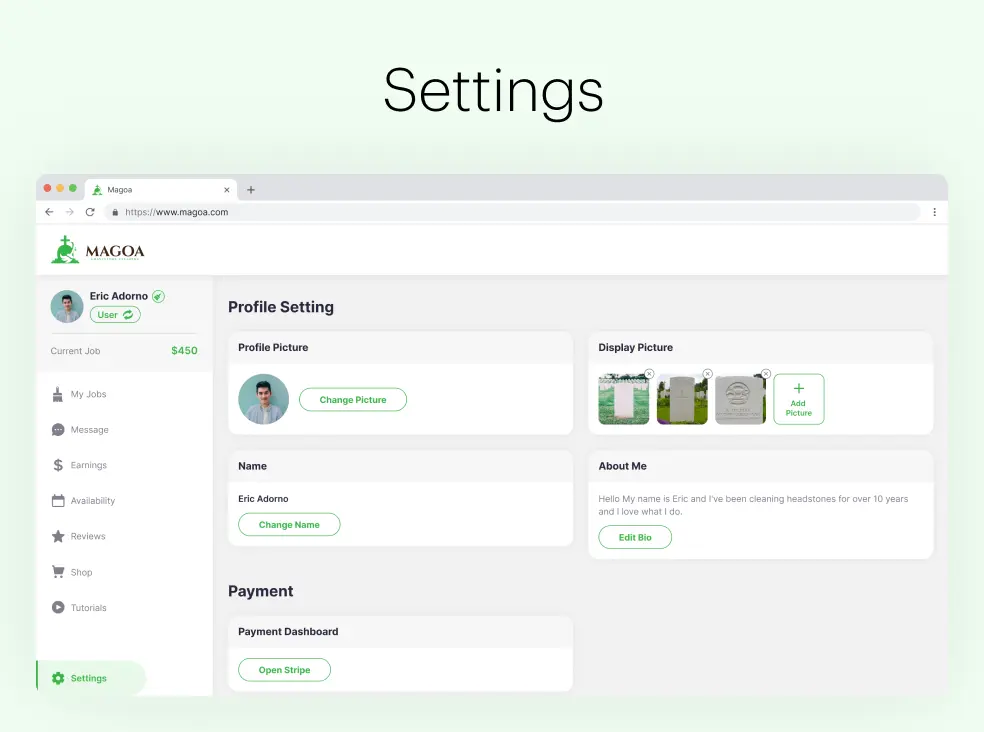 Settings
Magoa
https://www.magoa.com
MAGOA
Eric Adorno
User
Current Job
$450
My Jobs
Message
Earnings
Availability
Reviews
Shop
Tutorials
Settings
Profile Setting
Profile Picture
Change Picture
Display Picture
Add
Picture
Name
Eric Adorno
Change Name
About Me
Hello My name is Eric and I've been cleaning headstones for over 10 years
and I love what I do.
Edit Bio
Payment
Payment Dashboard
Open Stripe